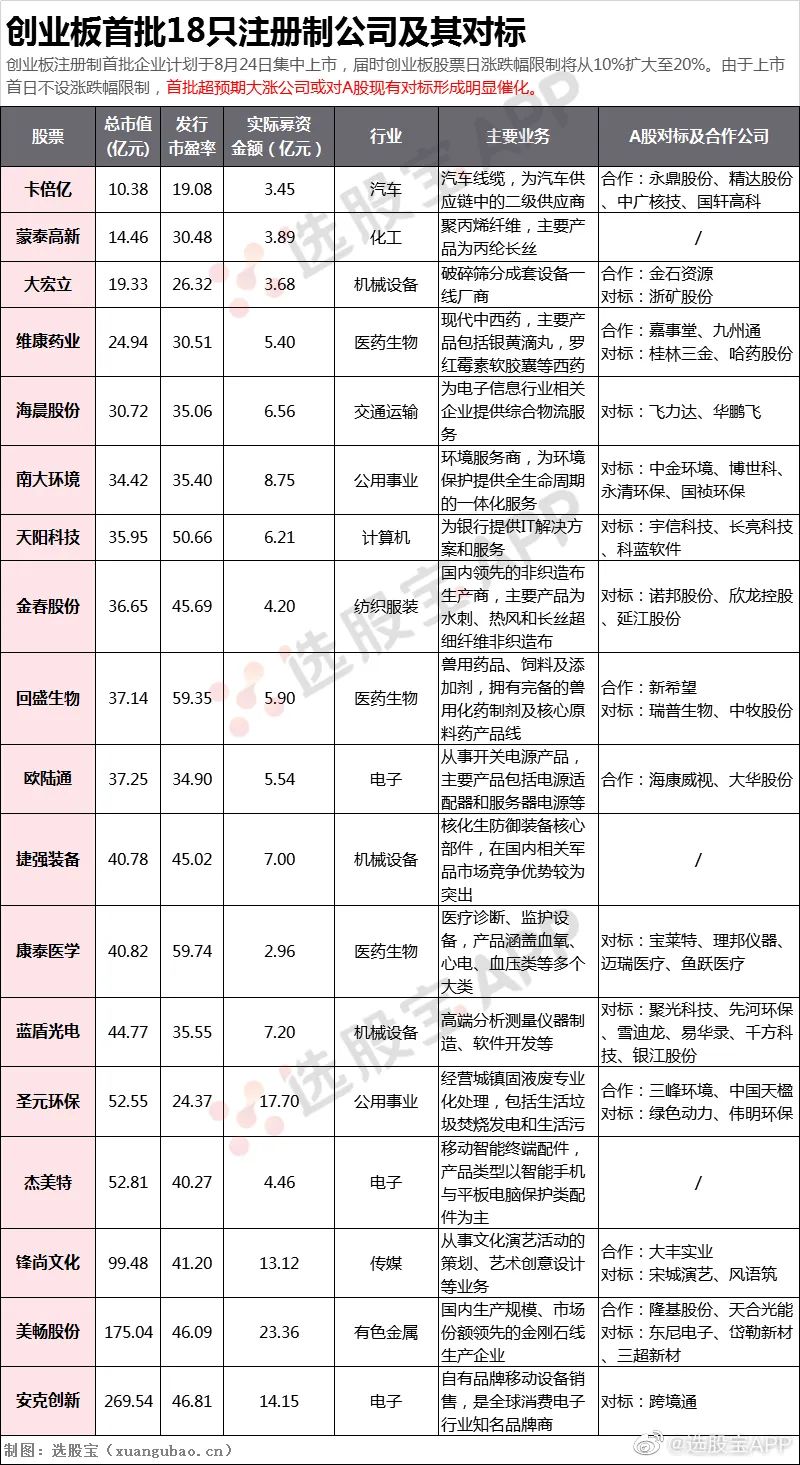 创业板首批18只注册制公司及其对标
创业板注册制首批企业计划于8月24日集中上市，届时创业板股票日涨跌幅限制将从10%扩大至20%。由于上市
首日不设涨跌幅限制，首批超预期大涨公司或对A股现有对标形成明显催化。
股票 总市值(亿元) 发行市盈率 实际募资金额（亿元） 行业 主要业务 A股对标及合作公司
卡倍亿 10.38 19.08 3.45 汽车
汽车线缆，为汽车供
应链中的二级供应商
合作：永鼎股份、精达股份
、中广核技、国轩高科
蒙泰高新 14.46 30.48 3.89 化工
聚丙烯纤维，主要产
品为丙纶长丝
/
大宏立 19.33 26.32 3.68 机械设备
破碎筛分成套设备一
线厂商
合作：金石资源
对标：浙矿股份
维康药业 24.94 30.51 5.40 医药生物
现代中西药，主要产
品包括银黄滴丸，罗
红霉素软胶囊等西药
合作：嘉事堂、九州通
对标：桂林三金、哈药股份
海晨股份 30.72 35.06 6.56 交通运输
为电子信息行业相关
企业提供综合物流服
务
对标：飞力达、华鹏飞
南大环境 34.42 35.40 8.75 公用事业
环境服务商，为环境
保护提供全生命周期
的一体化服务
对标：中金环境、博世科、
永清环保、国祯环保
天阳科技 35.95 50.66 6.21 计算机
为银行提供IT解决方
案和服务
对标：宇信科技、长亮科技
、科蓝软件
金春股份 36.65 45.69 4.20 纺织服装
国内领先的非织造布
生产商，主要产品为
水刺、热风和长丝超
细纤维非织造布
对标：诺邦股份、欣龙控股
、延江股份
回盛生物 37.14 59.35 5.90 医药生物
兽用药品、饲料及添
加剂，拥有完备的兽
用化药制剂及核心原
料药产品线
合作：新希望
对标：瑞普生物、中牧股份
欧陆通 37.25 34.90 5.54 电子
从事开关电源产品，
主要产品包括电源适
配器和服务器电源等
合作：海康威视、大华股份
捷强装备 40.78 45.02 7.00 机械设备
核化生防御装备核心
部件，在国内相关军
品市场竞争优势较为
突出
/
康泰医学 40.82 59.74 2.96 医药生物
医疗诊断、监护设
备，产品涵盖血氧、
心电、血压类等多个
大类
对标：宝莱特、理邦仪器、
迈瑞医疗、鱼跃医疗
蓝盾光电 44.77 35.55 7.20 机械设备
高端分析测量仪器制
造、软件开发等
对标：聚光科技、先河环保
、雪迪龙、易华录、千方科
技、银江股份
圣元环保 52.55 24.37 17.70 公用事业
经营城镇固液废专业
化处理，包括生活垃
圾焚烧发电和生活污
合作：三峰环境、中国天楹
对标：绿色动力、伟明环保
杰美特 52.81 40.27 4.46 电子
移动智能终端配件，
产品类型以智能手机
与平板电脑保护类配
件为主
/
锋尚文化 99.48 41.20 13.12 传媒
从事文化演艺活动的
策划、艺术创意设计
等业务
合作：大丰实业
对标：宋城演艺、风语筑
美畅股份 175.04 46.09 23.36 有色金属
国内生产规模、市场
份额领先的金刚石线
生产企业
合作：隆基股份、天合光能
对标：东尼电子、岱勒新材
、三超新材
安克创新 269.54 46.81 14.15 电子
自有品牌移动设备销
售，是全球消费电子
行业知名品牌商
对标：跨境通
制图：选股宝（xuangubao.cn）
@选股宝APP
选股宝APP
选股宝APP
选股宝APP